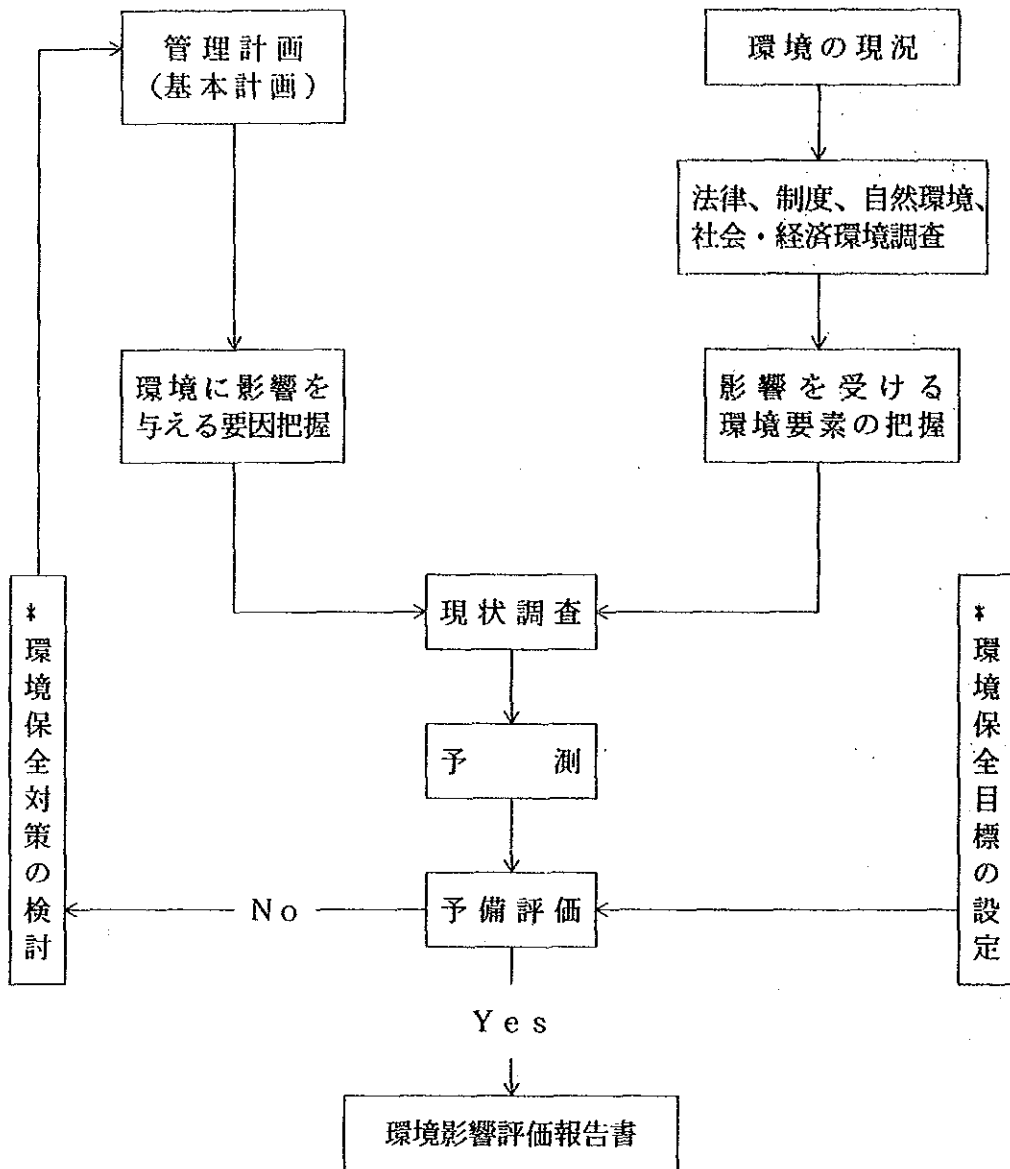 管理計画
(基本計画)
環境の現況
法律、制度、自然環境、
社会・経済環境調査
環境に影響を
与える要因把握
影響を受ける
環境要素の把握
現状調査
*環境保全対策の検討
*環境保全目標の設定
予測
予備評価
No
Yes
環境影響評価報告書